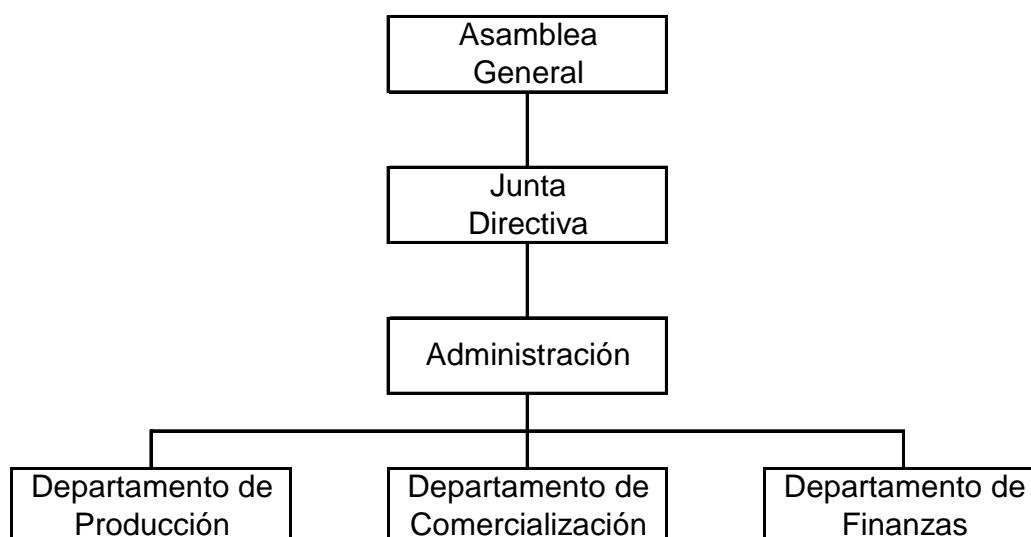 Asamblea
General
Junta
Directiva
Administración
Departamento de
Producción
Departamento de
Comercialización
Departamento de
Finanzas